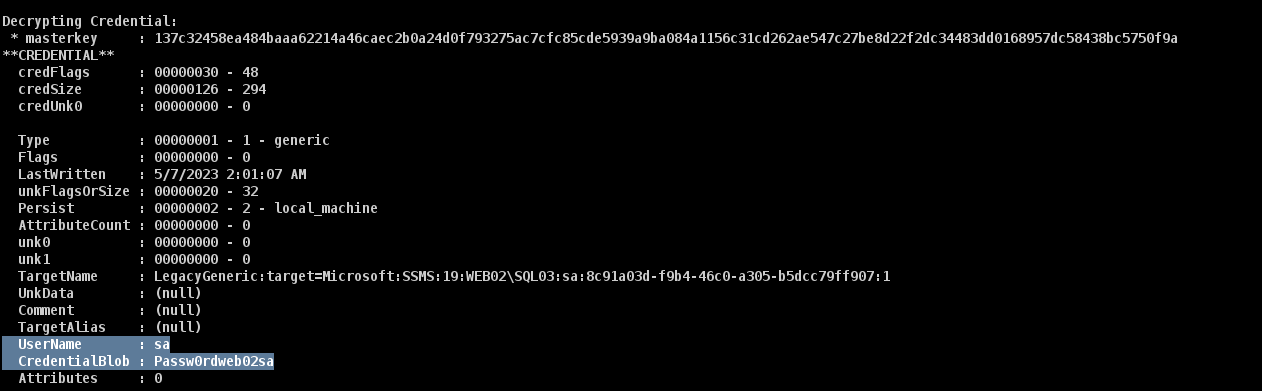 Decrypting Credential:
 * masterkey     : 137c32458ea484baaa62214a46caec2b0a24d0f793275ac7cfc85cde5939a9ba084a1156c31cd262ae547c27be8d22f2dc34483dd0168957dc58438bc5750f9a
**CREDENTIAL**
  credFlags      : 00000030 - 48
  credSize       : 00000126 - 294
  credUnk0       : 00000000 - 0

  Type           : 00000001 - 1 - generic
  Flags          : 00000000 - 0
  LastWritten    : 5/7/2023 2:01:07 AM
  unkFlagsOrSize : 00000020 - 32
  Persist        : 00000002 - 2 - local_machine
  AttributeCount : 00000000 - 0
  unk0           : 00000000 - 0
  unk1           : 00000000 - 0
  TargetName     : LegacyGeneric:target=Microsoft:SSMS:19:WEB02\SQL03:sa:8c91a03d-f9b4-46c0-a305-b5dcc79ff907:1
  UnkData        : (null)
  Comment        : (null)
  TargetAlias    : (null)
  UserName       : sa
  CredentialBlob : Passw0rdweb02sa
  Attributes     : 0